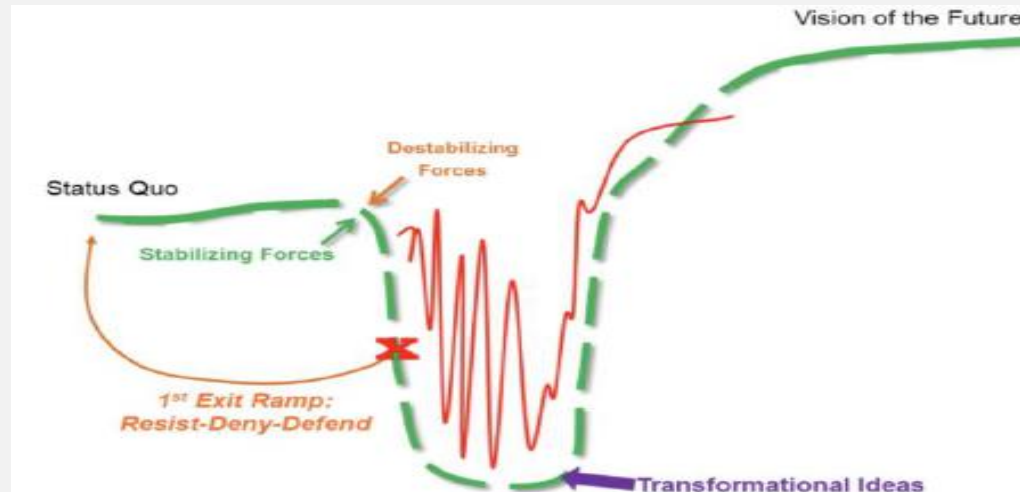 Vision of the Future
Destabilizing
Forces
Status Quo
Stabilizing Forces
1st Exit Ramp:
Resist-Deny-Defend
Transformational Ideas